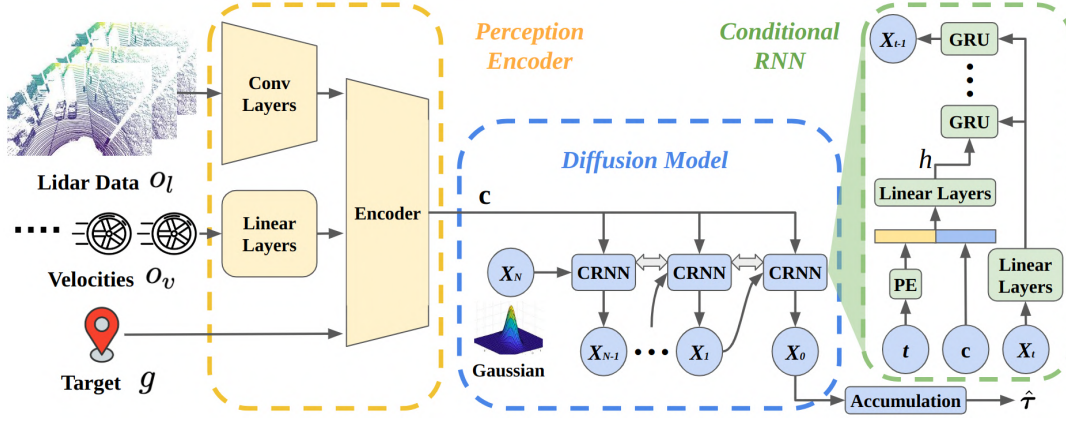 Lidar Data o_l
Velocities o_v
Target g
Perception
Encoder
Conv
Layers
Linear
Layers
Encoder
c
Diffusion Model
X_N
Gaussian
CRNN
CRNN
CRNN
X_{N-1}
X_1
X_0
Accumulation
τ̂
Conditional
RNN
X_{t-1}
GRU
GRU
h
Linear Layers
PE
Linear
Layers
t
c
X_t